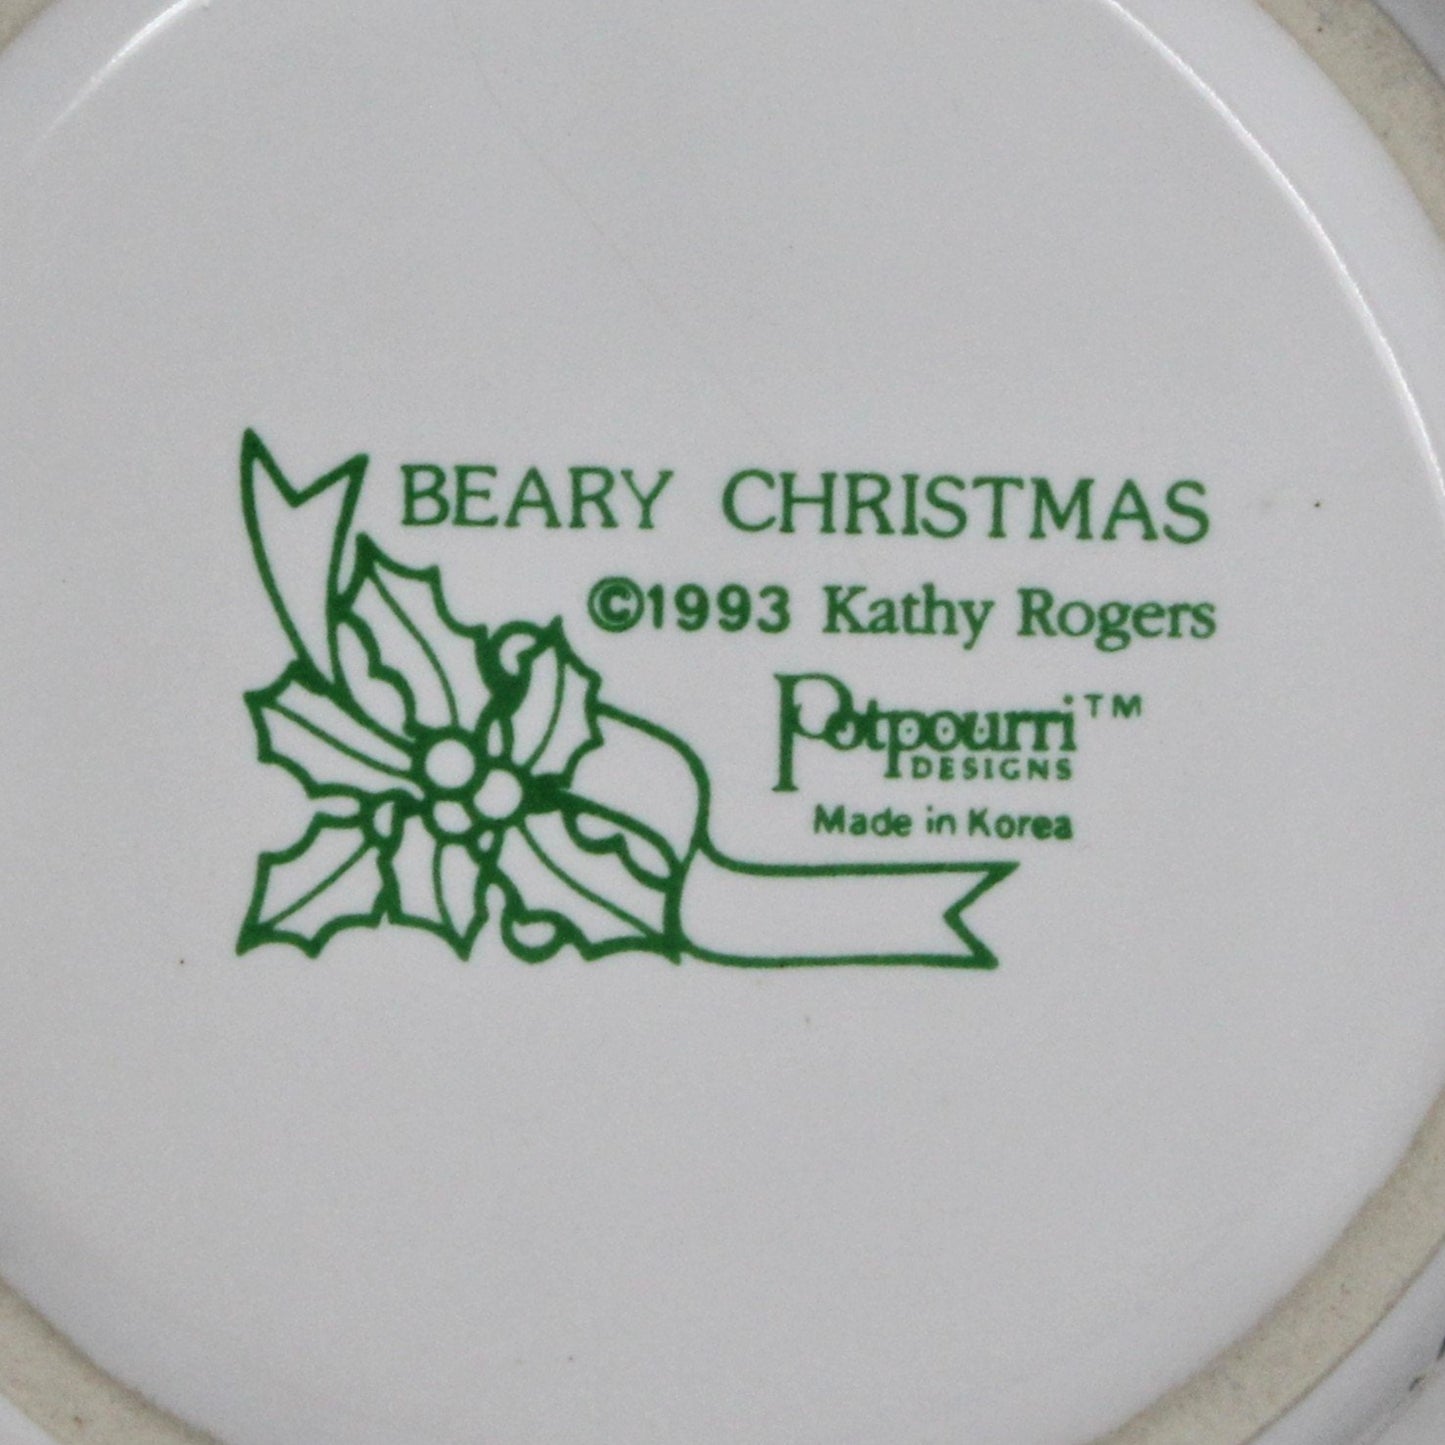 BEARY CHRISTMAS
©1993 Kathy Rogers
Potpourri™
DESIGNS
Made in Korea